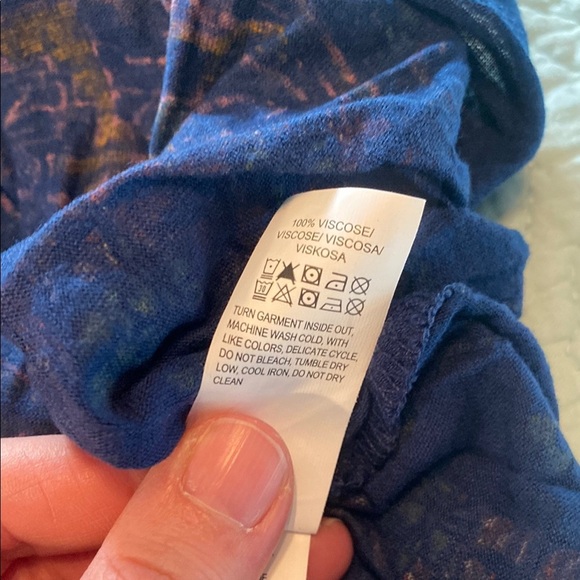 100% VISCOSE/
VISCOSE/ VISCOSA/
VISKOSA
30
TURN GARMENT INSIDE OUT,
MACHINE WASH COLD, WITH
LIKE COLORS, DELICATE CYCLE,
DO NOT BLEACH, TUMBLE DRY
LOW, COOL IRON, DO NOT DRY
CLEAN